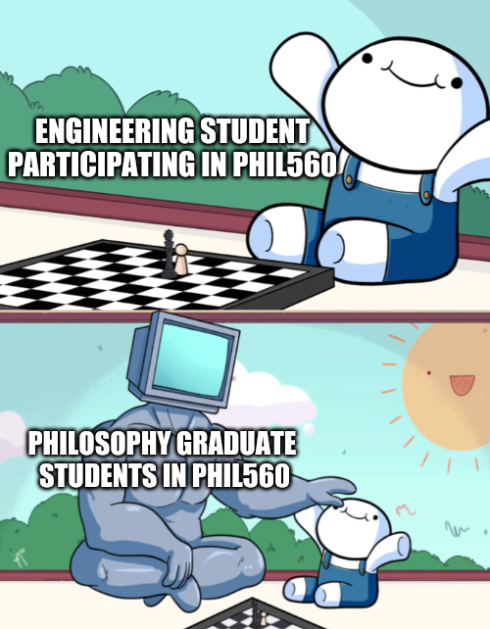 ENGINEERING STUDENT
PARTICIPATING IN PHIL560
PHILOSOPHY GRADUATE
STUDENTS IN PHIL560